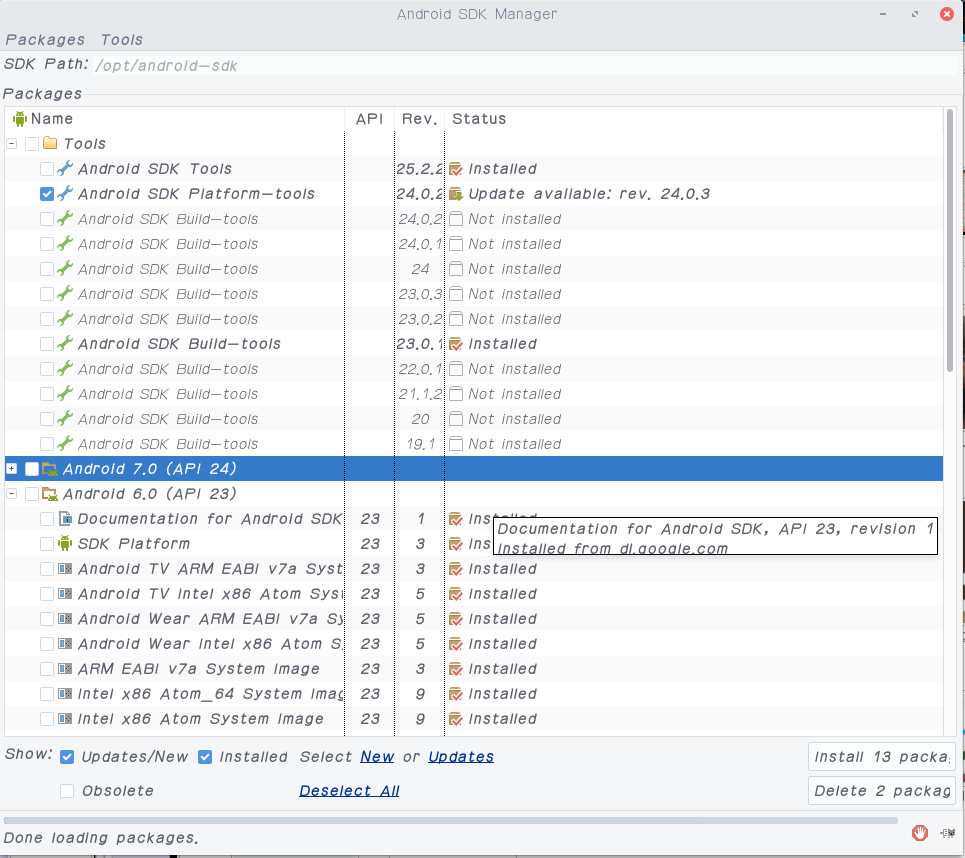 Android SDK Manager
Packages Tools
SDK Path: /opt/android-sdk
Packages
Name API Rev. Status
Tools
Android SDK Tools 25.2.2 Installed
Android SDK Platform-tools 24.0.2 Update available: rev. 24.0.3
Android SDK Build-tools 24.0.2 Not installed
Android SDK Build-tools 24.0.1 Not installed
Android SDK Build-tools 24 Not installed
Android SDK Build-tools 23.0.3 Not installed
Android SDK Build-tools 23.0.2 Not installed
Android SDK Build-tools 23.0.1 Installed
Android SDK Build-tools 22.0.1 Not installed
Android SDK Build-tools 21.1.2 Not installed
Android SDK Build-tools 20 Not installed
Android SDK Build-tools 19.1 Not installed
Android 7.0 (API 24)
Android 6.0 (API 23)
Documentation for Android SDK 23 1
Documentation for Android SDK, API 23, revision 1
SDK Platform 23 3 Ins
Installed from dl.google.com
Android TV ARM EABI v7a Syst 23 3 Installed
Android TV Intel x86 Atom Syst 23 5 Installed
Android Wear ARM EABI v7a Sy 23 5 Installed
Android Wear Intel x86 Atom S 23 5 Installed
ARM EABI v7a System Image 23 3 Installed
Intel x86 Atom_64 System Imag 23 9 Installed
Intel x86 Atom System Image 23 9 Installed
Show: Updates/New Installed Select New or Updates Install 13 packa
Obsolete Deselect All Delete 2 packag
Done loading packages.